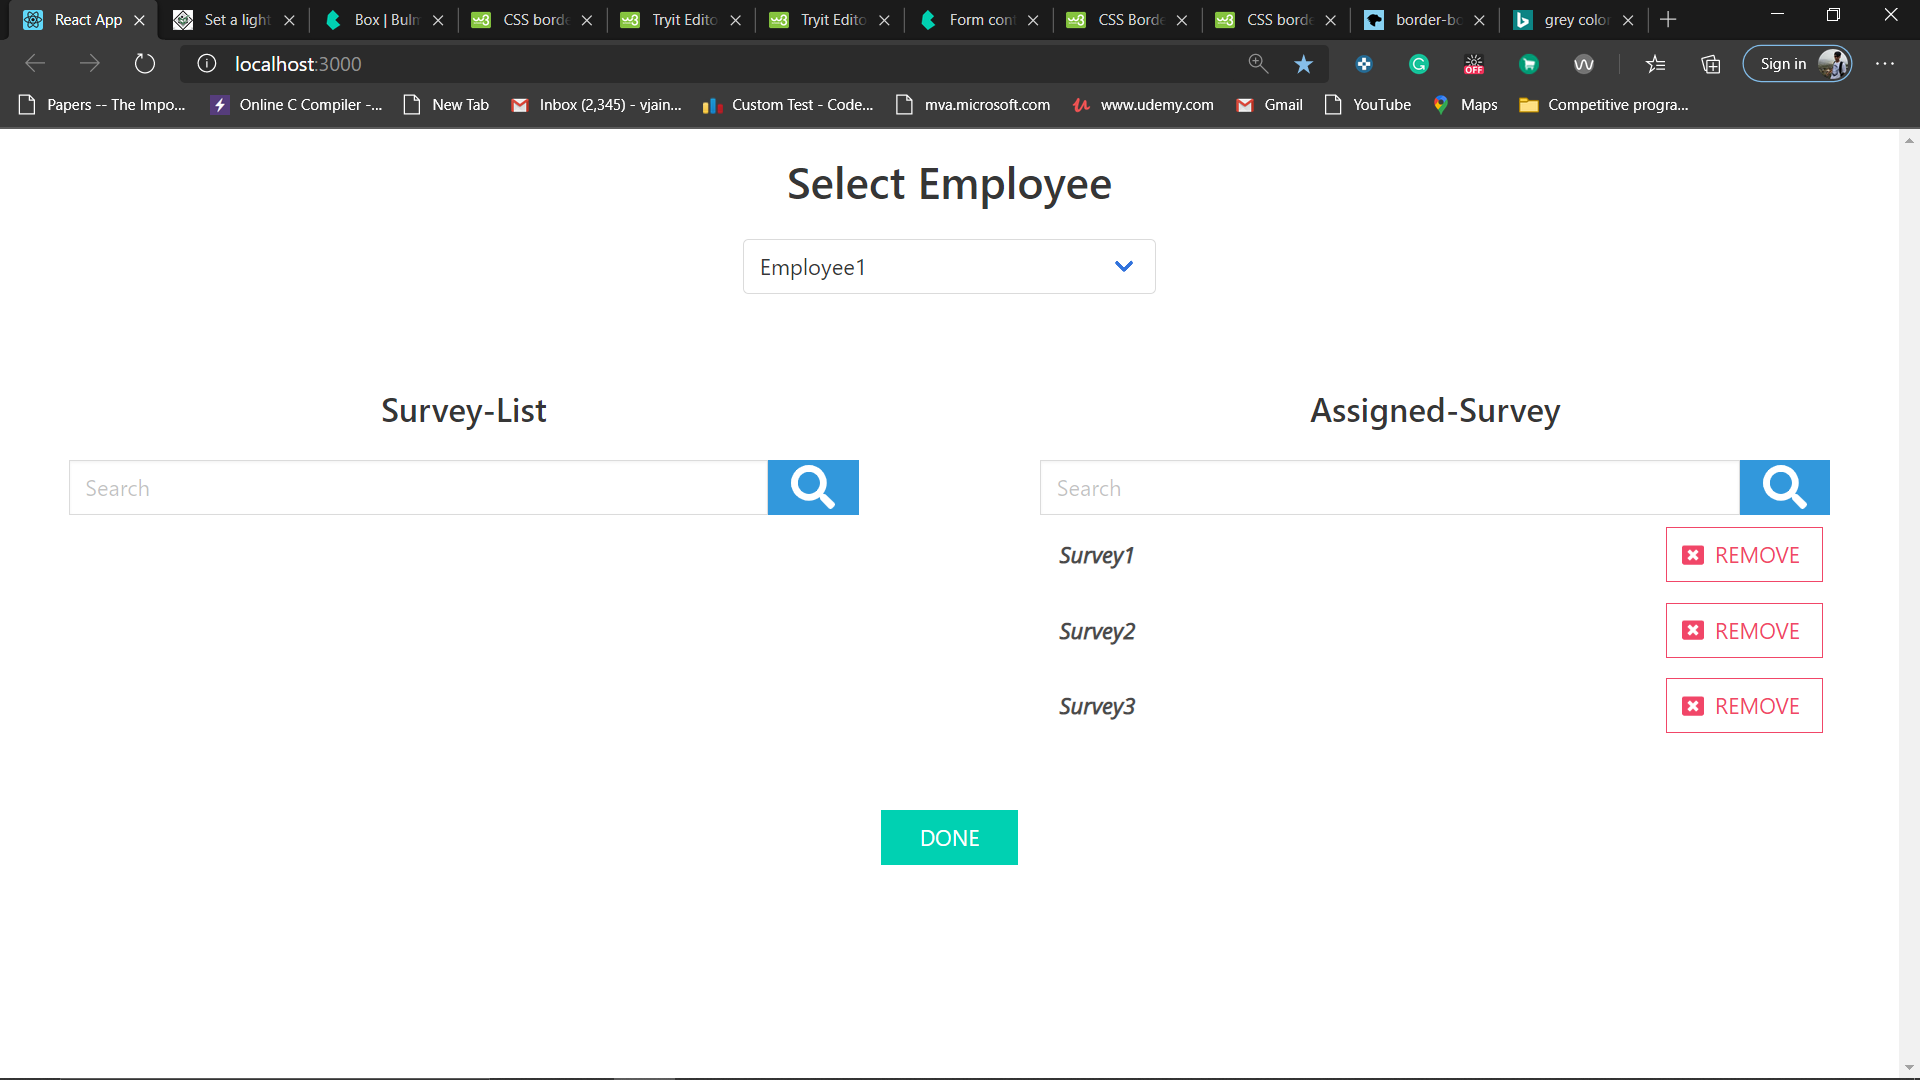 React App
Set a light
Box | Bulm
CSS borde
Tryit Edito
Tryit Edito
Form cont
CSS Borde
CSS borde
border-bo
grey color
localhost:3000
OFF
Sign in
Papers -- The Impo...
Online C Compiler -...
New Tab
Inbox (2,345) - vjain...
Custom Test - Code...
mva.microsoft.com
www.udemy.com
Gmail
YouTube
Maps
Competitive progra...
Select Employee
Employee1
Survey-List
Assigned-Survey
Search
Search
Survey1
REMOVE
Survey2
REMOVE
Survey3
REMOVE
DONE